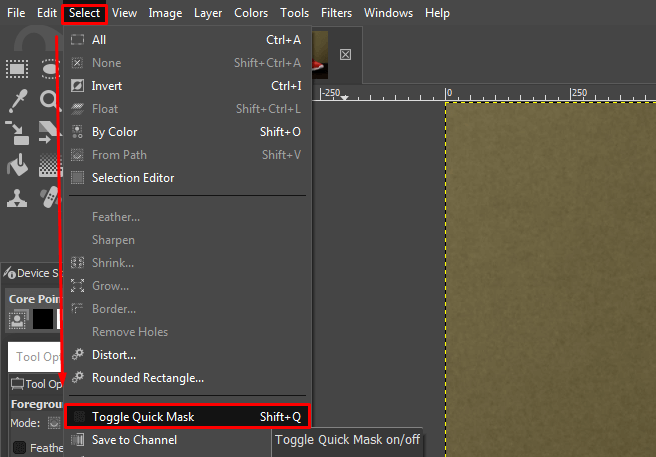 File Edit Select View Image Layer Colors Tools Filters Windows Help
All Ctrl+A
None Shift+Ctrl+A
Invert Ctrl+I
Float Shift+Ctrl+L
By Color Shift+O
From Path Shift+V
Selection Editor
Feather...
Sharpen
Shrink...
Grow...
Border...
Remove Holes
Distort...
Rounded Rectangle...
Toggle Quick Mask Shift+Q
Save to Channel
Toggle Quick Mask on/off
-250 0 250
Device S
Core Poin
Tool Opt
Tool Op
Foregroun
Mode:
Feathe